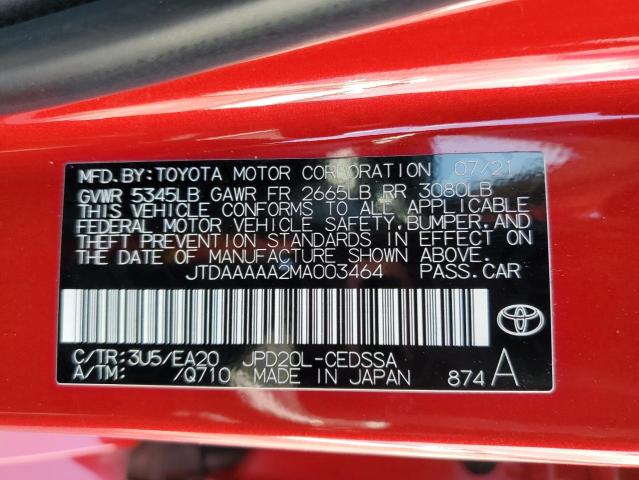 MFD. BY: TOYOTA MOTOR CORPORATION 07/21
GVWR 5345LB GAWR FR 2665LB RR 3080LB
THIS VEHICLE CONFORMS TO ALL APPLICABLE
FEDERAL MOTOR VEHICLE SAFETY, BUMPER, AND
THEFT PREVENTION STANDARDS IN EFFECT ON
THE DATE OF MANUFACTURE SHOWN ABOVE.
JTDAAAAA2MA003464 PASS. CAR
C/TR: 3U5/EA20 JPD20L-CEDSSA
A/TM: /Q710 MADE IN JAPAN 874 A